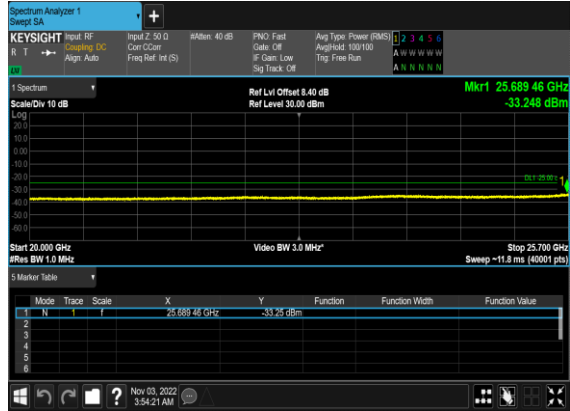 Spectrum Analyzer 1
Swept SA
+
KEYSIGHT Input: RF Input Z: 50 Ω #Atten: 40 dB PNO: Fast Avg Type: Power (RMS) 1 2 3 4 5 6
R T Coupling: DC Corr CCorr Gate: Off Avg|Hold: 100/100 A W W W W W
Align: Auto Freq Ref: Int (S) IF Gain: Low Trig: Free Run
Sig Track: Off A N N N N N
1 Spectrum Ref Lvl Offset 8.40 dB Mkr1 25.689 46 GHz
Scale/Div 10 dB Ref Level 30.00 dBm -33.248 dBm
Log
20.0
10.0
0.00
-10.0
-20.0
-30.0
-40.0
-50.0
-60.0
1
Start 20.000 GHz Video BW 3.0 MHz* Stop 25.700 GHz
#Res BW 1.0 MHz Sweep ~11.8 ms (40001 pts)
5 Marker Table
Mode Trace Scale X Y Function Function Width Function Value
1 N 1 f 25.689 46 GHz -33.25 dBm
2
3
4
5
6
? Nov 03, 2022
3:54:21 AM